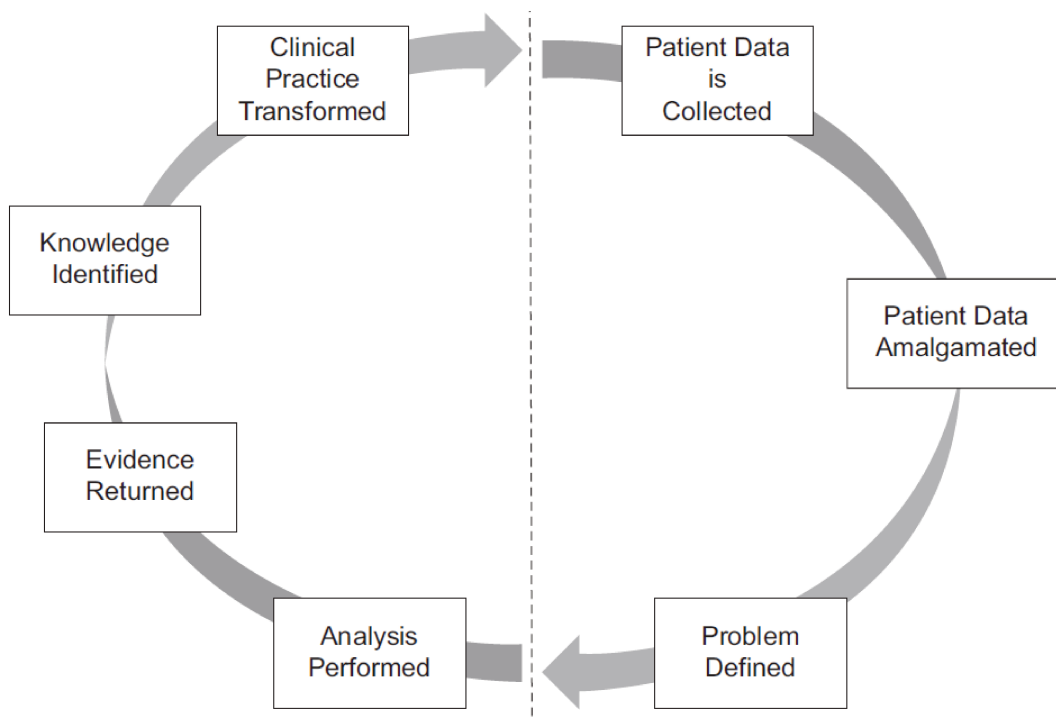 Clinical
Practice
Transformed
Patient Data
is
Collected
Knowledge
Identified
Patient Data
Amalgamated
Evidence
Returned
Analysis
Performed
Problem
Defined